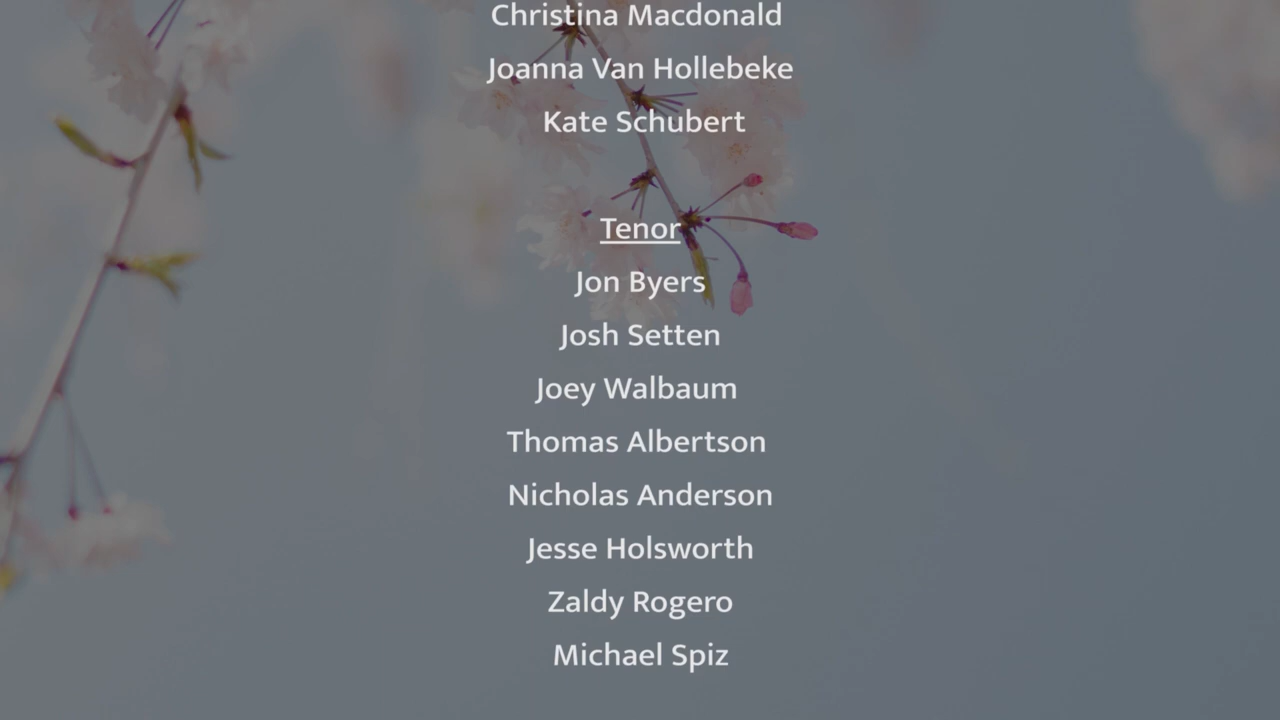 Christina Macdonald
Joanna Van Hollebeke
Kate Schubert
Tenor
Jon Byers
Josh Setten
Joey Walbaum
Thomas Albertson
Nicholas Anderson
Jesse Holsworth
Zaldy Rogero
Michael Spiz